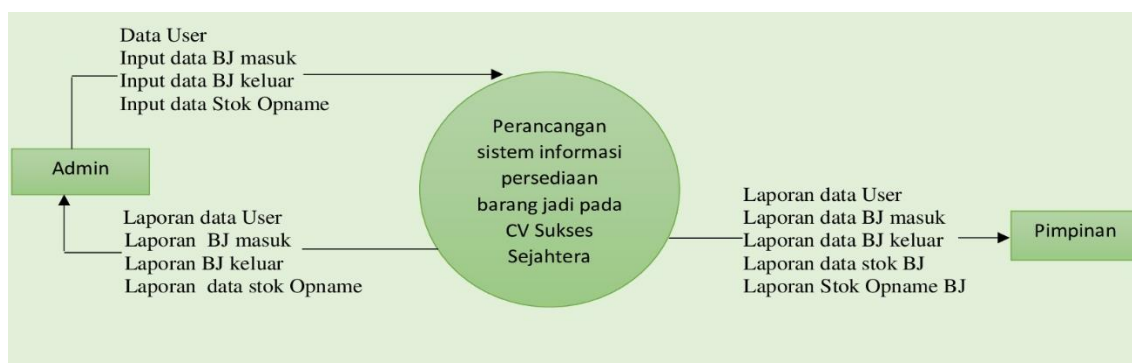 Data User
Input data BJ masuk
Input data BJ keluar
Input data Stok Opname
Admin
Laporan data User
Laporan BJ masuk
Laporan BJ keluar
Laporan data stok Opname
Perancangan
sistem informasi
persediaan
barang jadi pada
CV Sukses
Sejahtera
Laporan data User
Laporan data BJ masuk
Laporan data BJ keluar
Laporan data stok BJ
Laporan Stok Opname BJ
Pimpinan